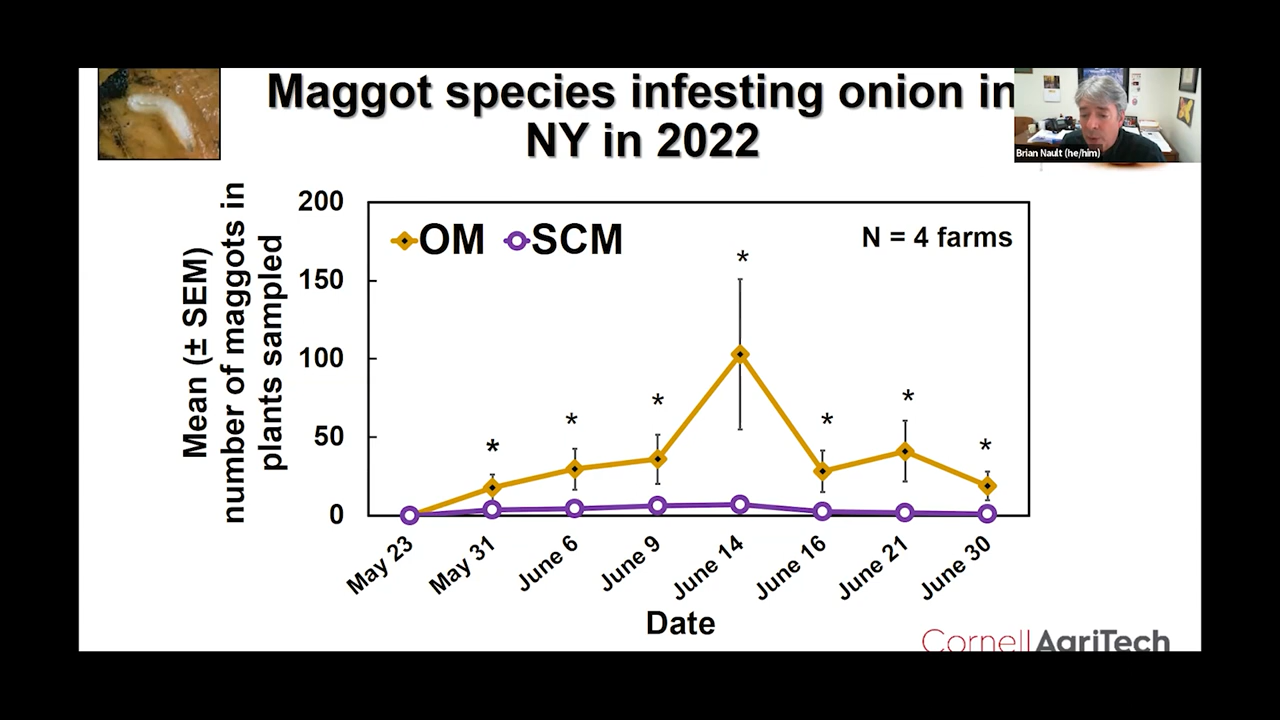 Maggot species infesting onion in
NY in 2022
Brian Nault (he/him)
Mean (± SEM)
number of maggots in
plants sampled
200
150
100
50
0
OM SCM
N = 4 farms
*
*
*
*
*
*
*
May 23
May 31
June 6
June 9
June 14
June 16
June 21
June 30
Date
Cornell AgriTech